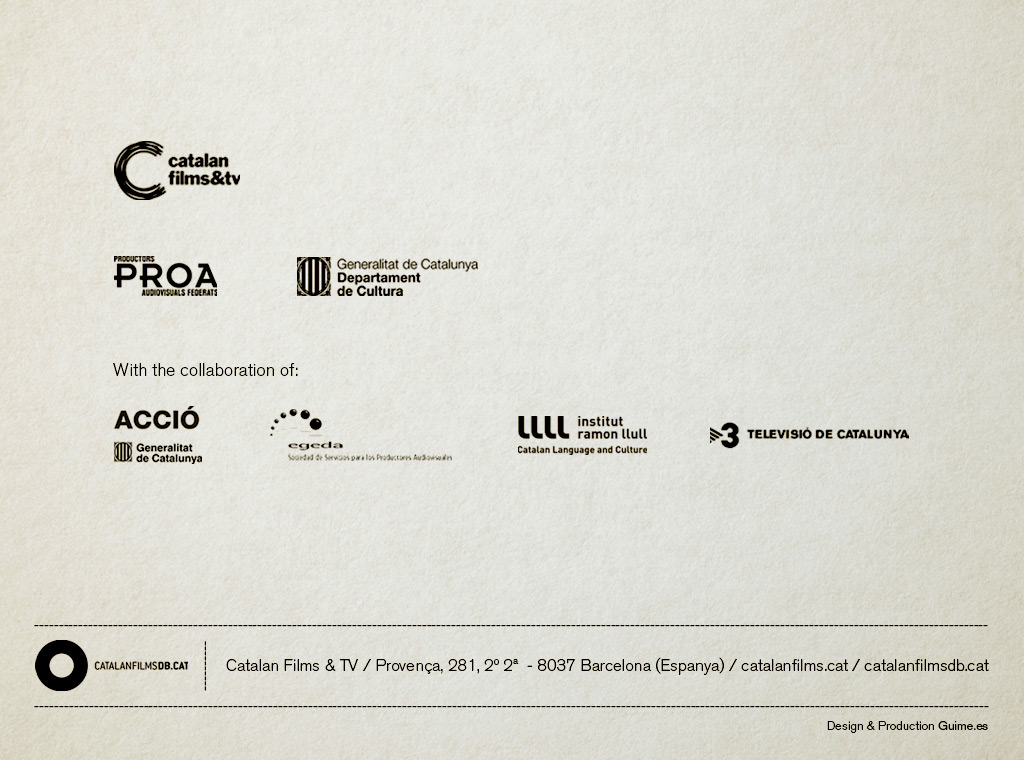 catalan
films&tv
PRODUCTORS
PROA
AUDIOVISUALS FEDERATS
Generalitat de Catalunya
Departament
de Cultura
With the collaboration of:
ACCIÓ
Generalitat
de Catalunya
egeda
Sociedad de Servicios para los Productores Audiovisuales
LLLL institut
ramon llull
Catalan Language and Culture
3 TELEVISIÓ DE CATALUNYA
CATALANFILMSDB.CAT
Catalan Films & TV / Provença, 281, 2º 2ª - 8037 Barcelona (Espanya) / catalanfilms.cat / catalanfilmsdb.cat
Design & Production Guime.es